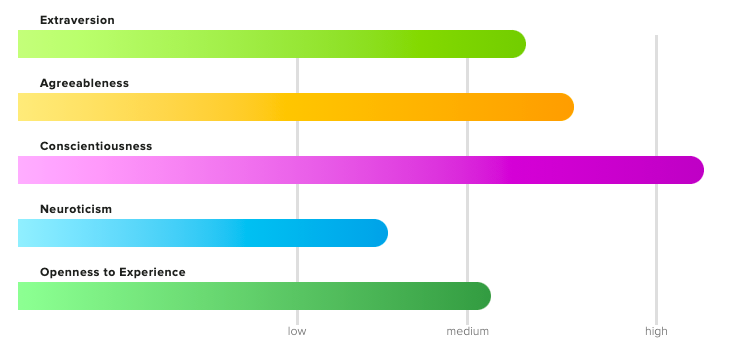 Extraversion
Agreeableness
Conscientiousness
Neuroticism
Openness to Experience
low medium high